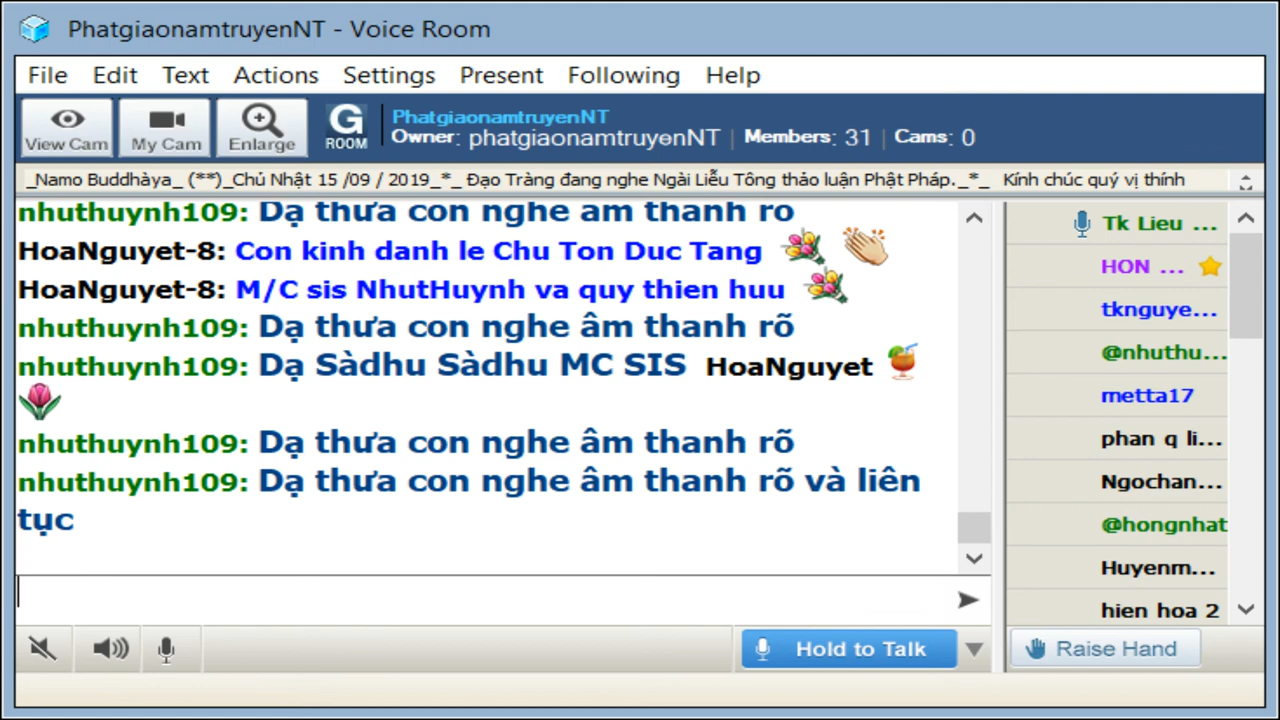 PhatgiaonamtruyenNT - Voice Room
File Edit Text Actions Settings Present Following Help
View Cam My Cam Enlarge G ROOM
PhatgiaonamtruyenNT
Owner: phatgiaonamtruyenNT | Members: 31 | Cams: 0
_Namo Buddhàya_ (**)_Chủ Nhật 15 /09 / 2019_*_ Đạo Tràng đang nghe Ngài Liễu Tông thảo luận Phật Pháp._*_ Kính chúc quý vị thính
nhuthuynh109: Dạ thưa con nghe âm thanh rõ
HoaNguyet-8: Con kinh danh le Chu Ton Duc Tang
HoaNguyet-8: M/C sis NhutHuynh va quy thien huu
nhuthuynh109: Dạ thưa con nghe âm thanh rõ
nhuthuynh109: Dạ Sàdhu Sàdhu MC SIS HoaNguyet
nhuthuynh109: Dạ thưa con nghe âm thanh rõ
nhuthuynh109: Dạ thưa con nghe âm thanh rõ và liên
tục
Tk Lieu ...
HON ...
tknguye...
@nhuthu...
metta17
phan q li...
Ngochan...
@hongnhat
Huyenm...
hien hoa 2
Hold to Talk
Raise Hand